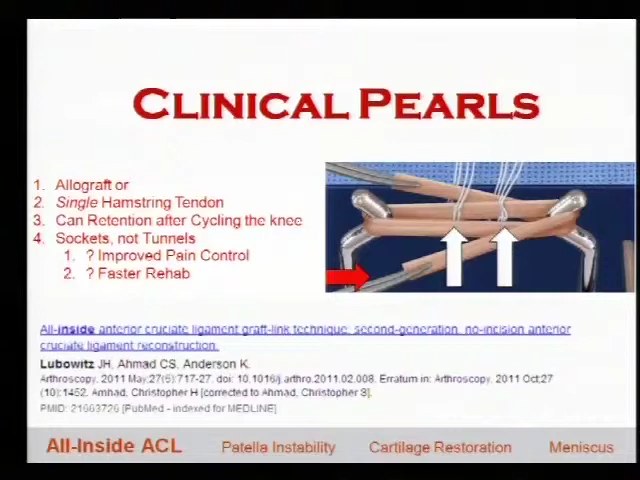 CLINICAL PEARLS
1. Allograft or
2. Single Hamstring Tendon
3. Can Retention after Cycling the knee
4. Sockets, not Tunnels
1. ? Improved Pain Control
2. ? Faster Rehab
All-inside anterior cruciate ligament graft-link technique: second-generation, no-incision anterior
cruciate ligament reconstruction.
Lubowitz JH, Ahmad CS, Anderson K.
Arthroscopy. 2011 May;27(5):717-27. doi: 10.1016/j.arthro.2011.02.008. Erratum in: Arthroscopy. 2011 Oct;27
(10):1452. Amhad, Christopher H [corrected to Ahmad, Christopher S].
PMID: 21663726 [PubMed - indexed for MEDLINE]
All-Inside ACL Patella Instability Cartilage Restoration Meniscus